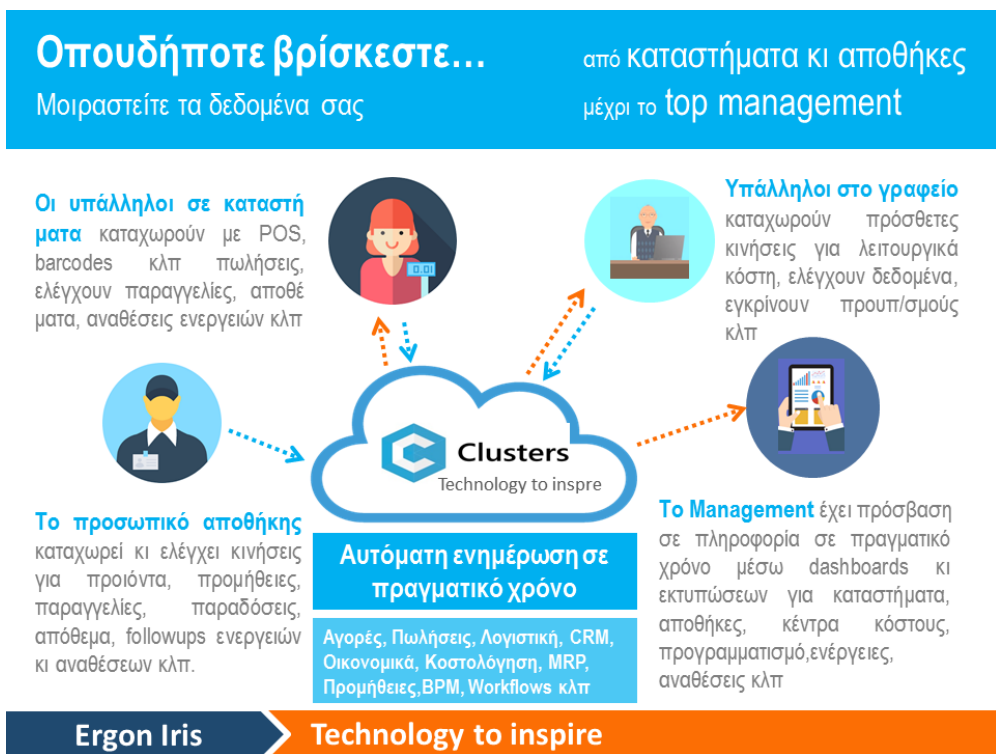 Οπουδήποτε βρίσκεστε...
Μοιραστείτε τα δεδομένα σας
από καταστήματα κι αποθήκες
μέχρι το top management
Οι υπάλληλοι σε καταστή
ματα καταχωρούν με POS,
barcodes κλπ πωλήσεις,
ελέγχουν παραγγελίες, αποθέ
ματα, αναθέσεις ενεργειών κλπ
0.01
Υπάλληλοι στο γραφείο
καταχωρούν πρόσθετες
κινήσεις για λειτουργικά
κόστη, ελέγχουν δεδομένα,
εγκρίνουν προυπ/σμούς
κλπ
Clusters
Technology to inspre
Το προσωπικό αποθήκης
καταχωρεί κι ελέγχει κινήσεις
για προιόντα, προμήθειες,
παραγγελίες, παραδόσεις,
απόθεμα, followups ενεργειών
κι αναθέσεων κλπ.
Αυτόματη ενημέρωση σε
πραγματικό χρόνο
Αγορές, Πωλήσεις, Λογιστική, CRM,
Οικονομικά, Κοστολόγηση, MRP,
Προμήθειες,BPM, Workflows κλπ
Το Management έχει πρόσβαση
σε πληροφορία σε πραγματικό
χρόνο μέσω dashboards κι
εκτυπώσεων για καταστήματα,
αποθήκες, κέντρα κόστους,
προγραμματισμό,ενέργειες,
αναθέσεις κλπ
Ergon Iris
Technology to inspire